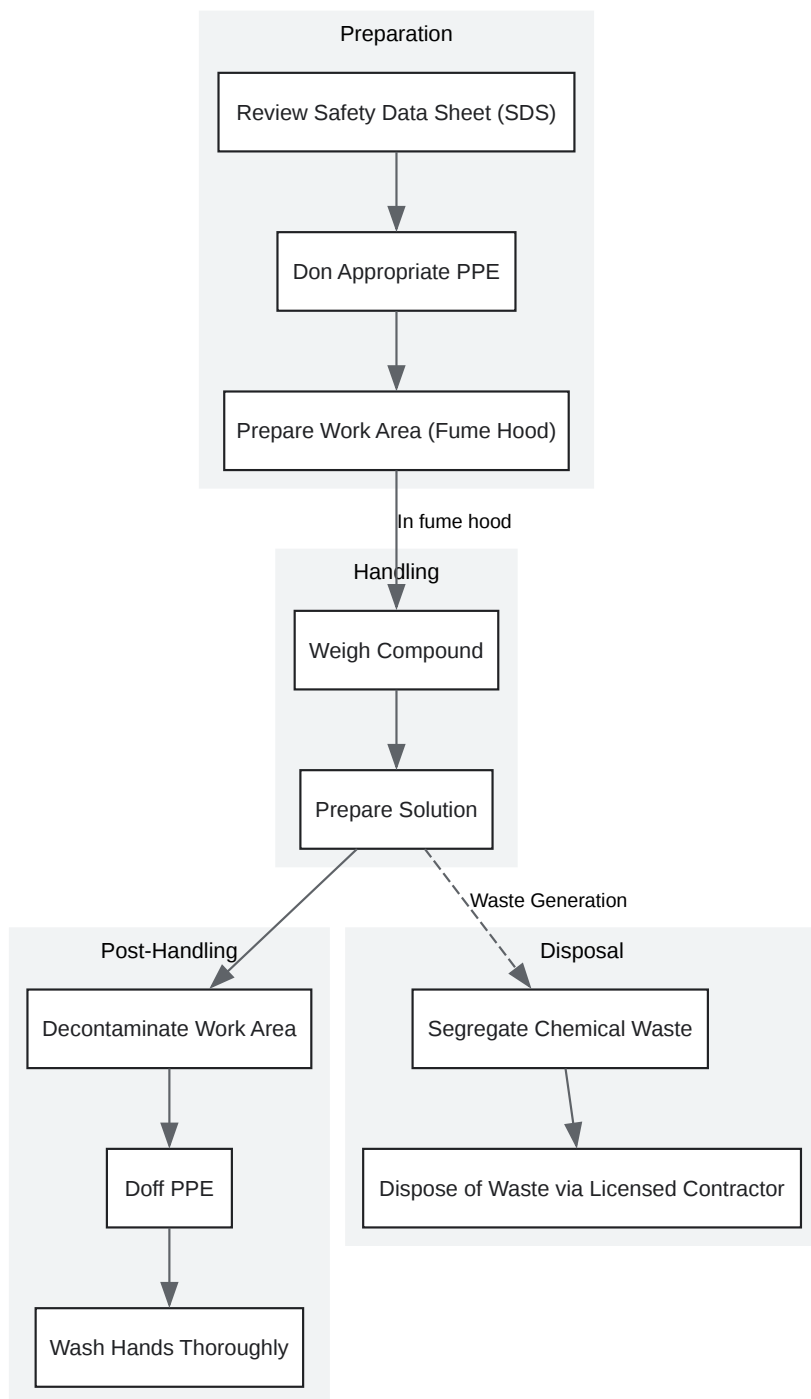 Preparation
Review Safety Data Sheet (SDS)
Don Appropriate PPE
Prepare Work Area (Fume Hood)
In fume hood
Handling
Weigh Compound
Prepare Solution
Waste Generation
Post-Handling
Decontaminate Work Area
Doff PPE
Wash Hands Thoroughly
Disposal
Segregate Chemical Waste
Dispose of Waste via Licensed Contractor